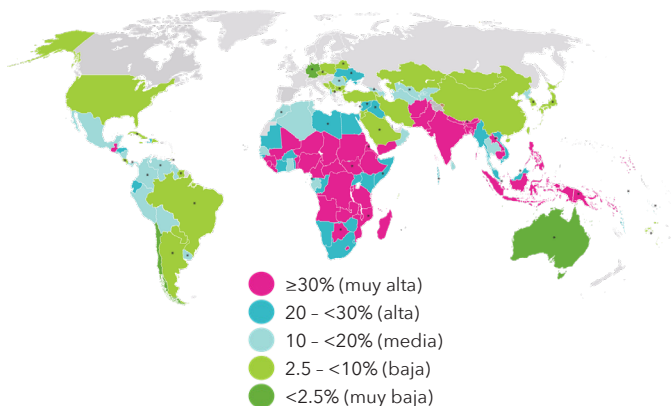 ≥30% (muy alta)
20 – <30% (alta)
10 – <20% (media)
2.5 – <10% (baja)
<2.5% (muy baja)